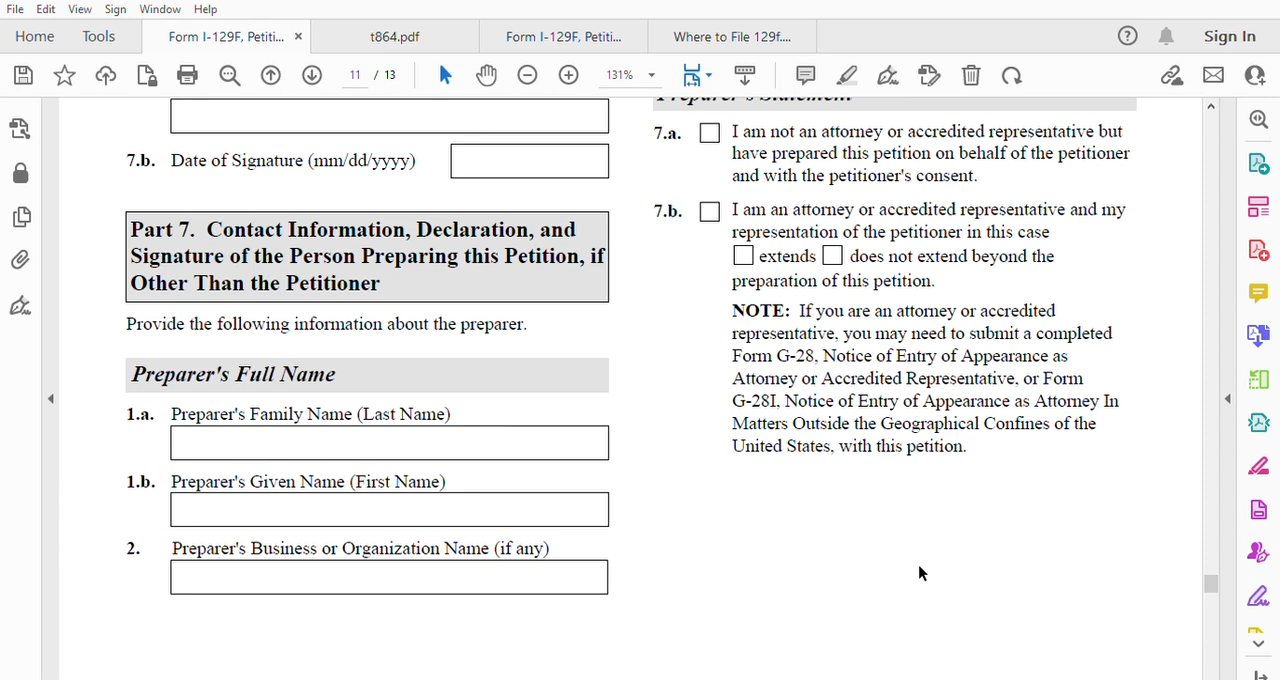 File Edit View Sign Window Help
Home Tools Form I-129F, Petiti... × t864.pdf Form I-129F, Petiti... Where to File 129f.... Sign In
11 / 13 131%
7.b. Date of Signature (mm/dd/yyyy)
Part 7. Contact Information, Declaration, and
Signature of the Person Preparing this Petition, if
Other Than the Petitioner
Provide the following information about the preparer.
Preparer's Full Name
1.a. Preparer's Family Name (Last Name)
1.b. Preparer's Given Name (First Name)
2. Preparer's Business or Organization Name (if any)
Preparer's Statement
7.a. I am not an attorney or accredited representative but
have prepared this petition on behalf of the petitioner
and with the petitioner's consent.
7.b. I am an attorney or accredited representative and my
representation of the petitioner in this case
extends does not extend beyond the
preparation of this petition.
NOTE: If you are an attorney or accredited
representative, you may need to submit a completed
Form G-28, Notice of Entry of Appearance as
Attorney or Accredited Representative, or Form
G-28I, Notice of Entry of Appearance as Attorney In
Matters Outside the Geographical Confines of the
United States, with this petition.